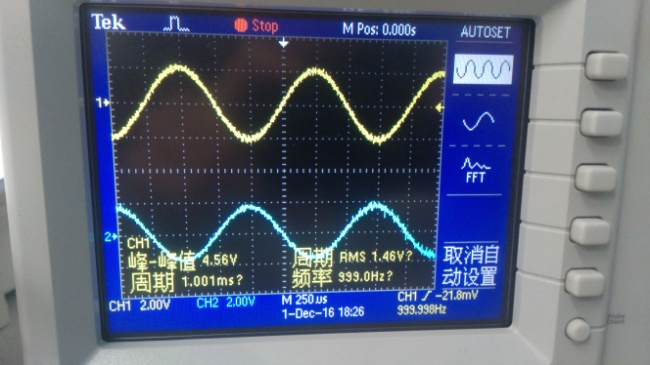 Tek Stop M Pos: 0.000s AUTOSET
1+
FFT
2+
CH1
峰-峰值 4.56V 周期 RMS 1.46V?
周期 1.001ms? 频率 999.0Hz?
取消自
动设置
CH1 2.00V CH2 2.00V M 250us CH1 -21.8mV
1-Dec-16 18:26 999.998Hz